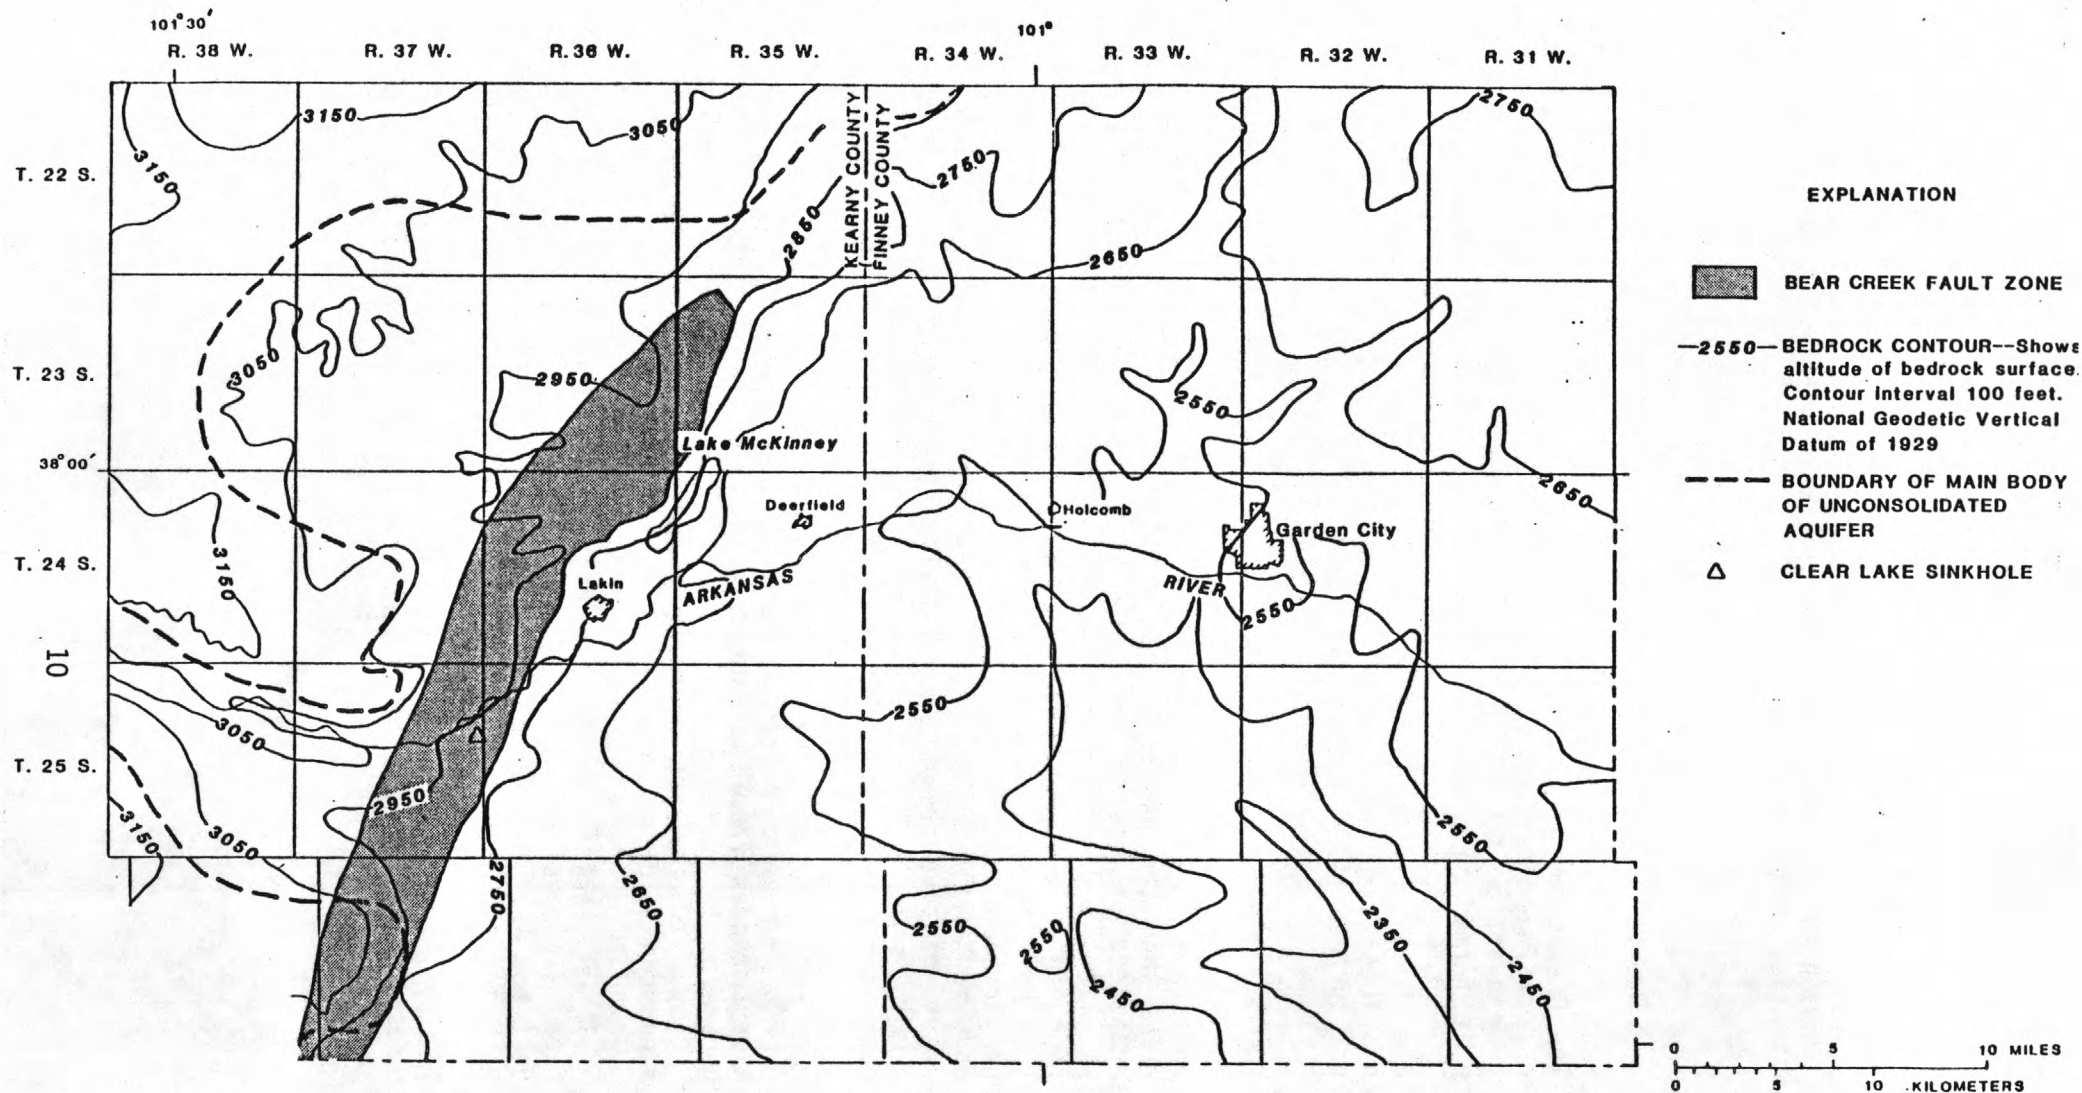 101°30'
101°
R. 38 W. R. 37 W. R. 36 W. R. 35 W. R. 34 W. R. 33 W. R. 32 W. R. 31 W.
T. 22 S.
T. 23 S.
38°00'
T. 24 S.
10
T. 25 S.
3150
3150
3050
2850
KEARNY COUNTY
FINNEY COUNTY
2750
2650
2750
3050
2950
Lake McKinney
2550
2650
Deerfield
Holcomb
Garden City
3150
Lakin
ARKANSAS
RIVER
2550
3050
2550
2950
3150
3050
2550
2750
2650
2550
2550
2450
2350
2450
EXPLANATION
BEAR CREEK FAULT ZONE
2550 BEDROCK CONTOUR--Shows
altitude of bedrock surface.
Contour interval 100 feet.
National Geodetic Vertical
Datum of 1929
BOUNDARY OF MAIN BODY
OF UNCONSOLIDATED
AQUIFER
CLEAR LAKE SINKHOLE
0 5 10 MILES
0 5 10 KILOMETERS